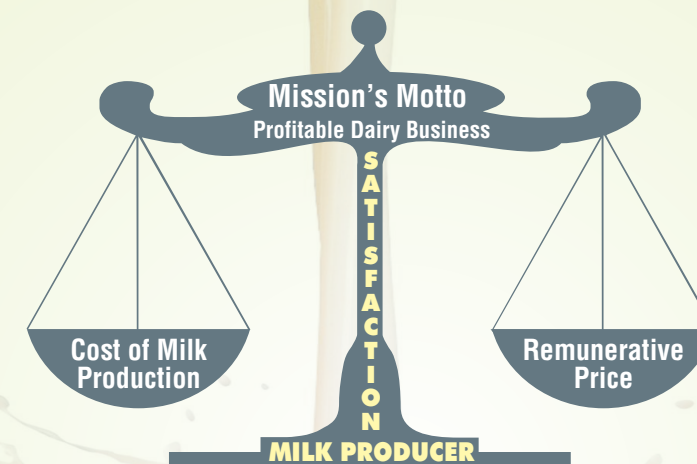 Mission's Motto
Profitable Dairy Business
SATISFACTION
Cost of Milk
Production
Remunerative
Price
MILK PRODUCER